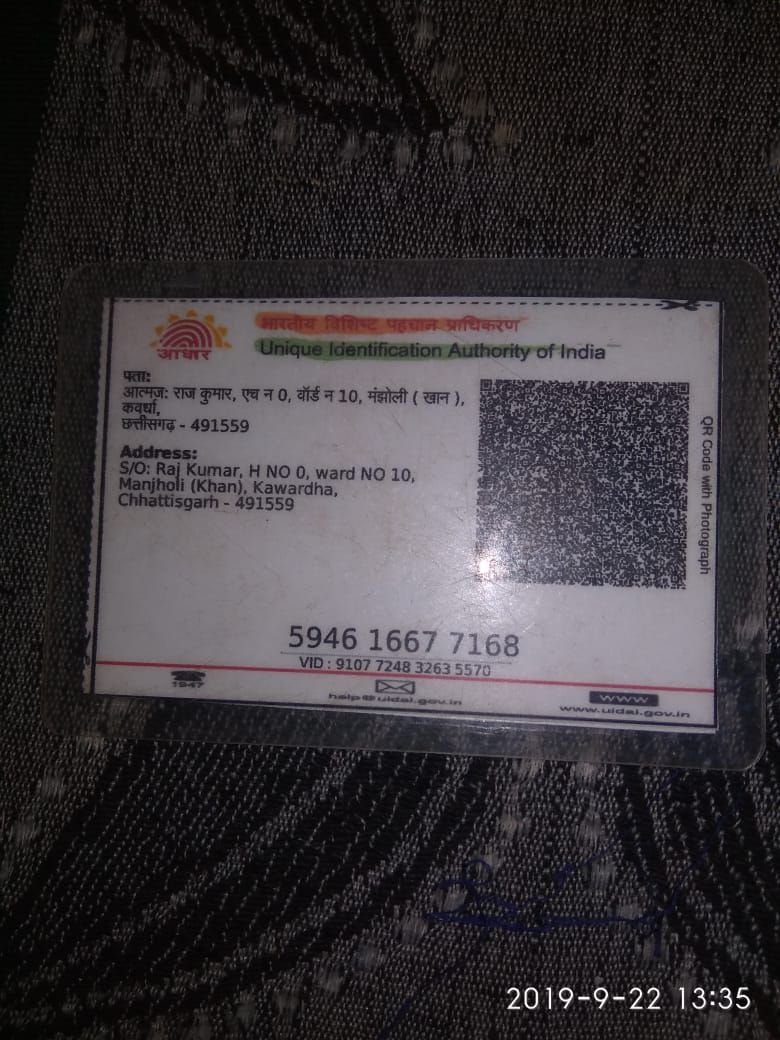 आधार
भारतीय विशिष्ट पहचान प्राधिकरण
Unique Identification Authority of India
पता:
आत्मज: राज कुमार, एच न 0, वॉर्ड न 10, मंझोली ( खान ),
कवर्धा,
छत्तीसगढ़ - 491559
Address:
S/O: Raj Kumar, H NO 0, ward NO 10,
Manjholi (Khan), Kawardha,
Chhattisgarh - 491559
QR Code with Photograph
5946 1667 7168
VID : 9107 7248 3263 5570
1947
help@uidai.gov.in
www
www.uidai.gov.in
2019-9-22 13:35